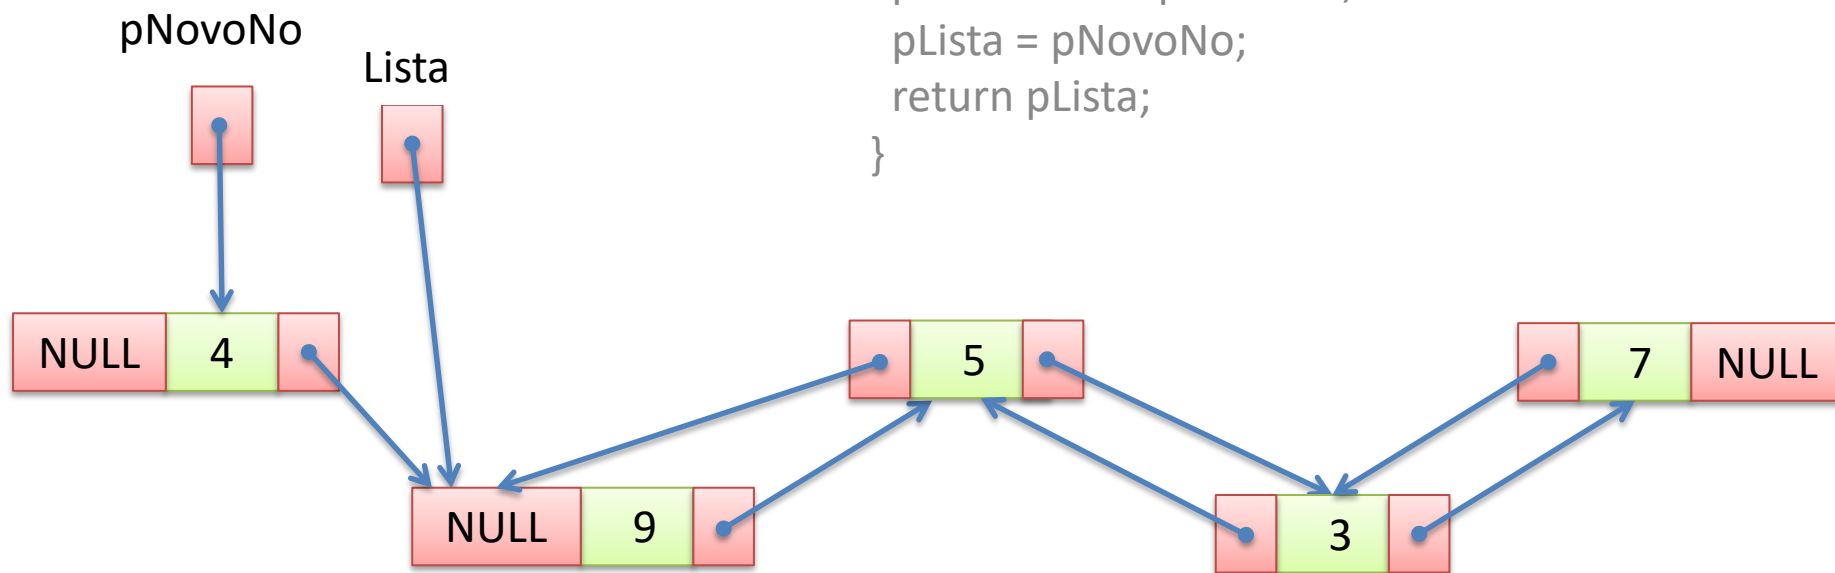 pNovoNo
Lista
pLista = pNovoNo;
return pLista;
}
NULL 4
5
7 NULL
NULL 9
3